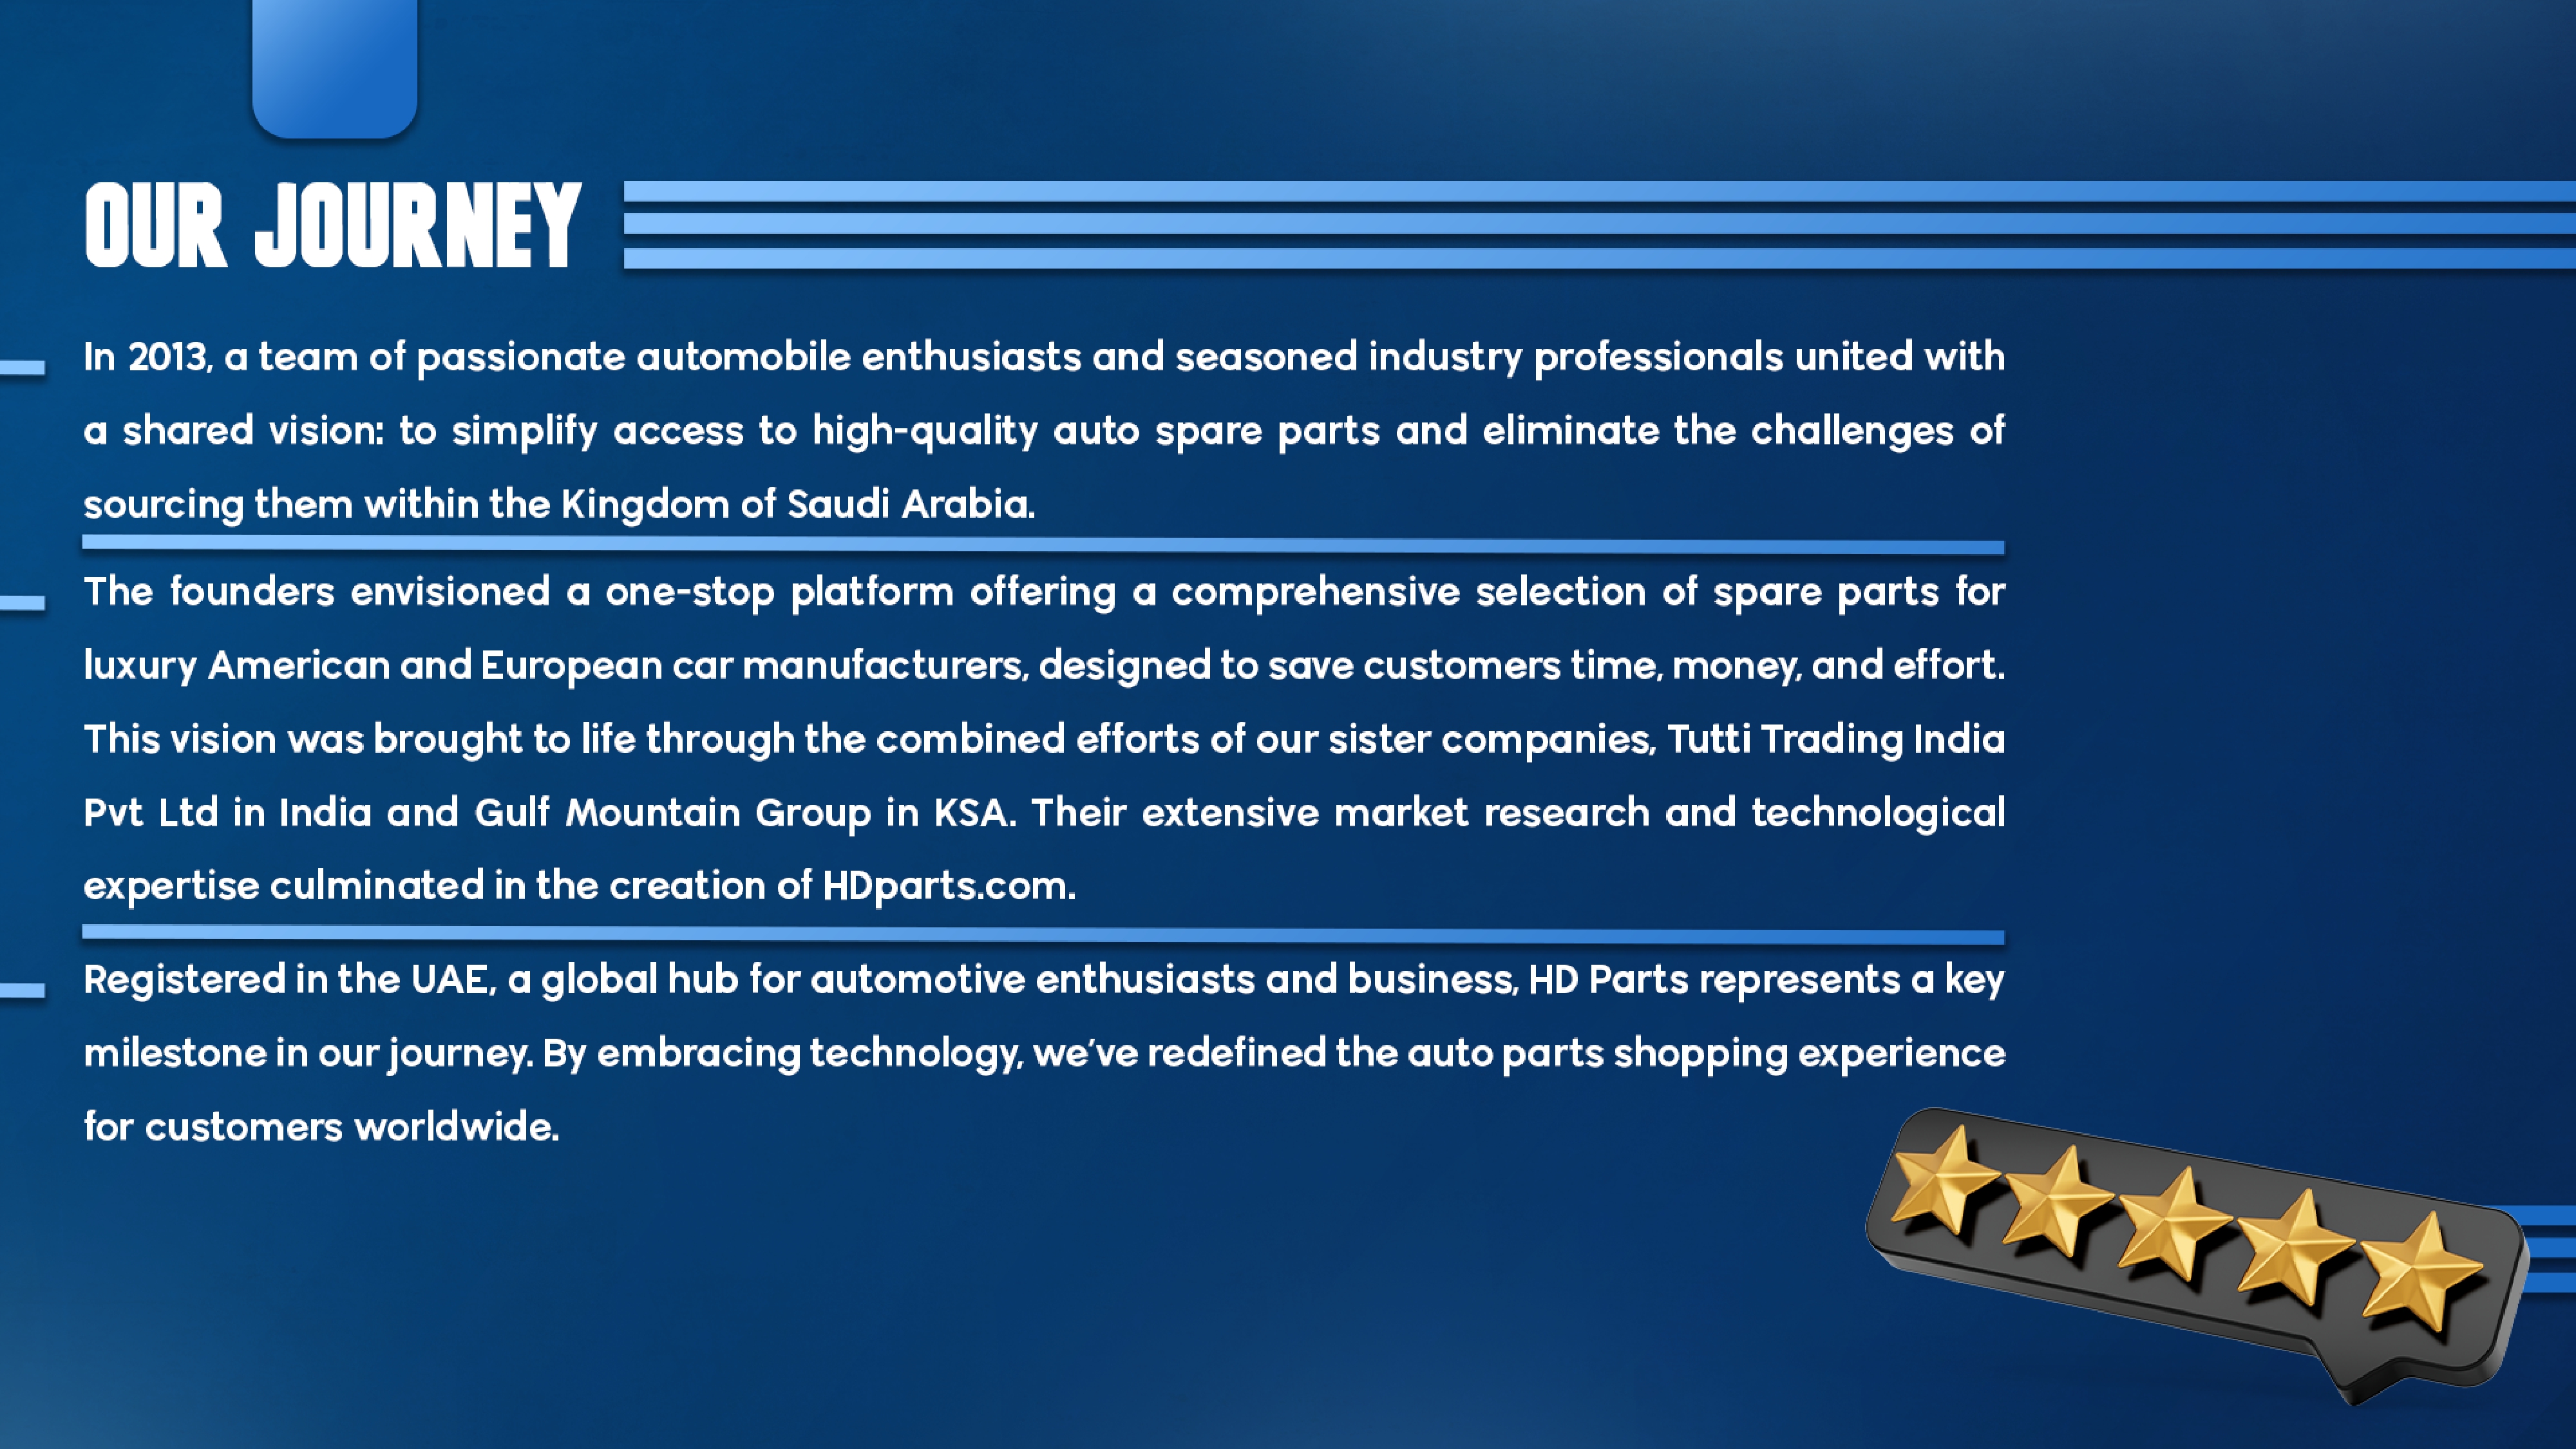 OUR JOURNEY
In 2013, a team of passionate automobile enthusiasts and seasoned industry professionals united with
a shared vision: to simplify access to high-quality auto spare parts and eliminate the challenges of
sourcing them within the Kingdom of Saudi Arabia.
The founders envisioned a one-stop platform offering a comprehensive selection of spare parts for
luxury American and European car manufacturers, designed to save customers time, money, and effort.
This vision was brought to life through the combined efforts of our sister companies, Tutti Trading India
Pvt Ltd in India and Gulf Mountain Group in KSA. Their extensive market research and technological
expertise culminated in the creation of HDparts.com.
Registered in the UAE, a global hub for automotive enthusiasts and business, HD Parts represents a key
milestone in our journey. By embracing technology, we've redefined the auto parts shopping experience
for customers worldwide.